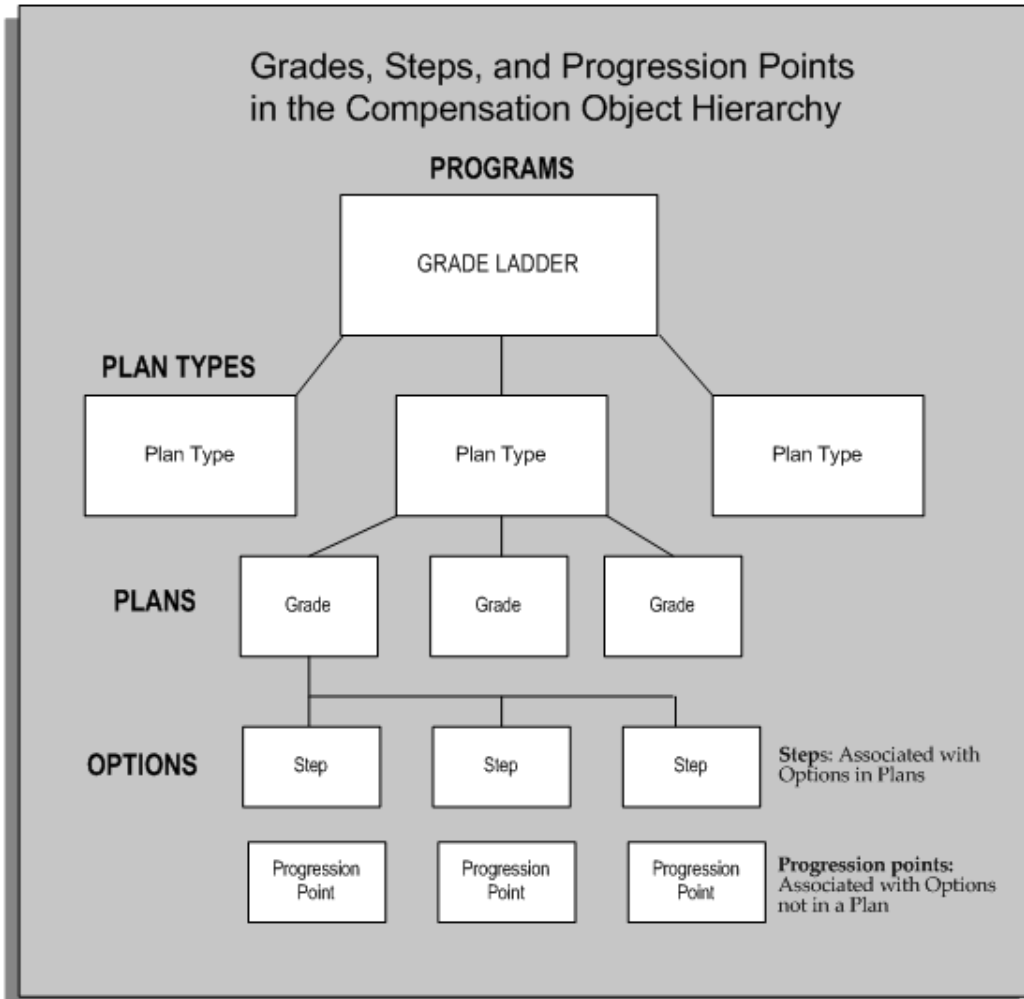 Grades, Steps, and Progression Points
in the Compensation Object Hierarchy
PROGRAMS
GRADE LADDER
PLAN TYPES
Plan Type
Plan Type
Plan Type
PLANS
Grade
Grade
Grade
OPTIONS
Step
Step
Step
Steps: Associated with
Options in Plans
Progression
Point
Progression
Point
Progression
Point
Progression points:
Associated with Options
not in a Plan